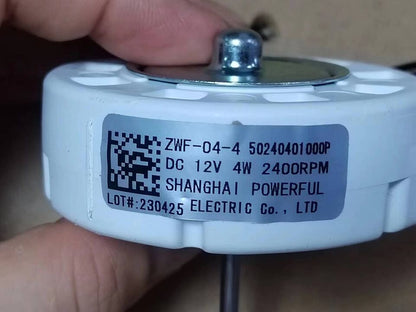 ZWF-04-4 50240401000P
DC 12V 4W 2400RPM
SHANGHAI POWERFUL
LOT#:230425 ELECTRIC Co., LTD